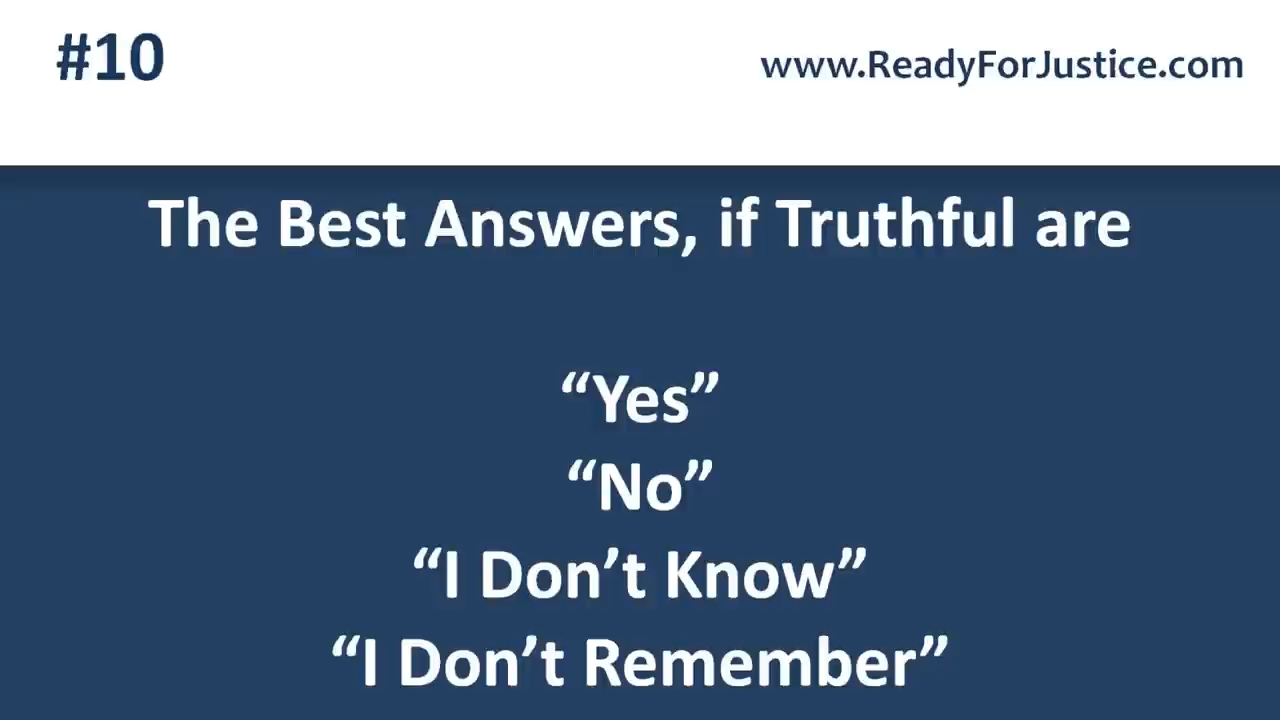 #10
www.ReadyForJustice.com
The Best Answers, if Truthful are
“Yes”
“No”
“I Don’t Know”
“I Don’t Remember”